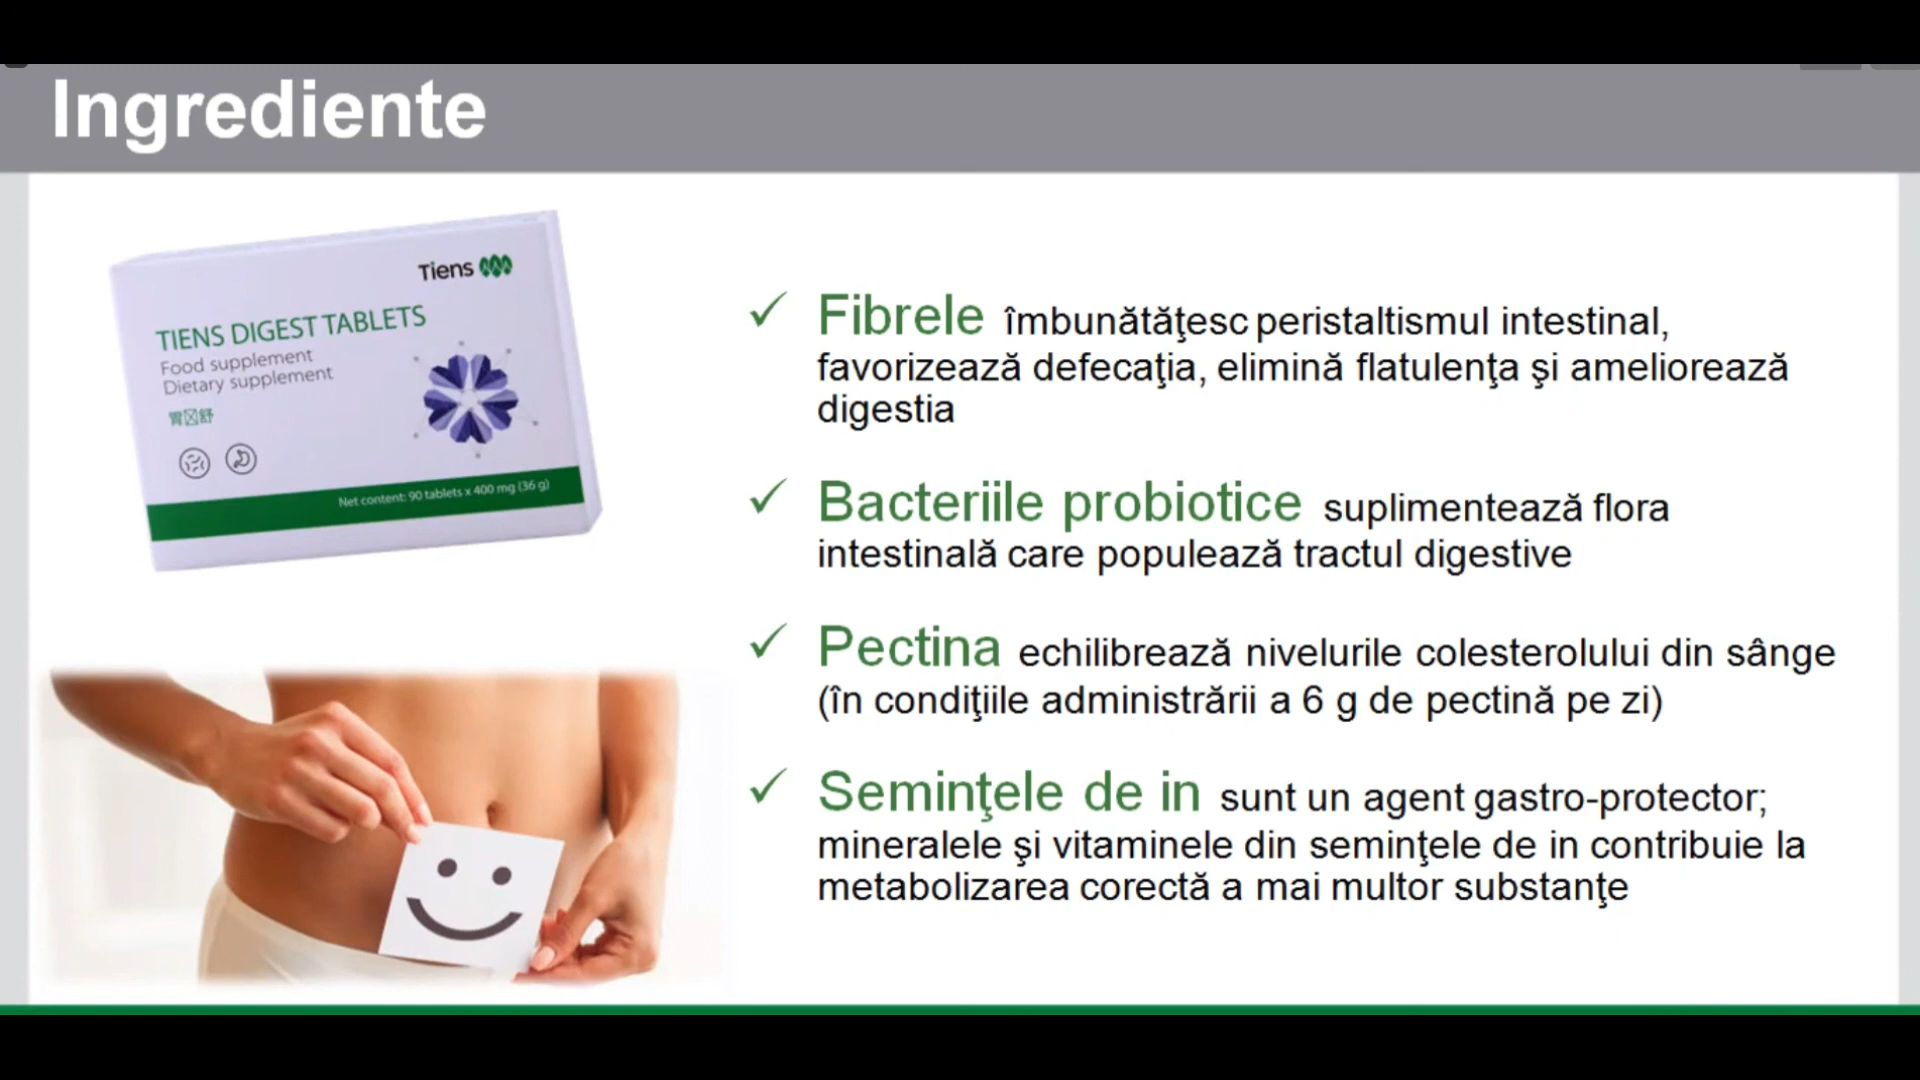 Ingrediente
Tiens
TIENS DIGEST TABLETS
Food supplement
Dietary supplement
Net content: 90 tablets x 400 mg (36 g)
Fibrele îmbunătăţesc peristaltismul intestinal,
favorizează defecaţia, elimină flatulenţa şi ameliorează
digestia
Bacteriile probiotice suplimentează flora
intestinală care populează tractul digestive
Pectina echilibrează nivelurile colesterolului din sânge
(în condiţiile administrării a 6 g de pectină pe zi)
Seminţele de in sunt un agent gastro-protector;
mineralele şi vitaminele din seminţele de in contribuie la
metabolizarea corectă a mai multor substanţe